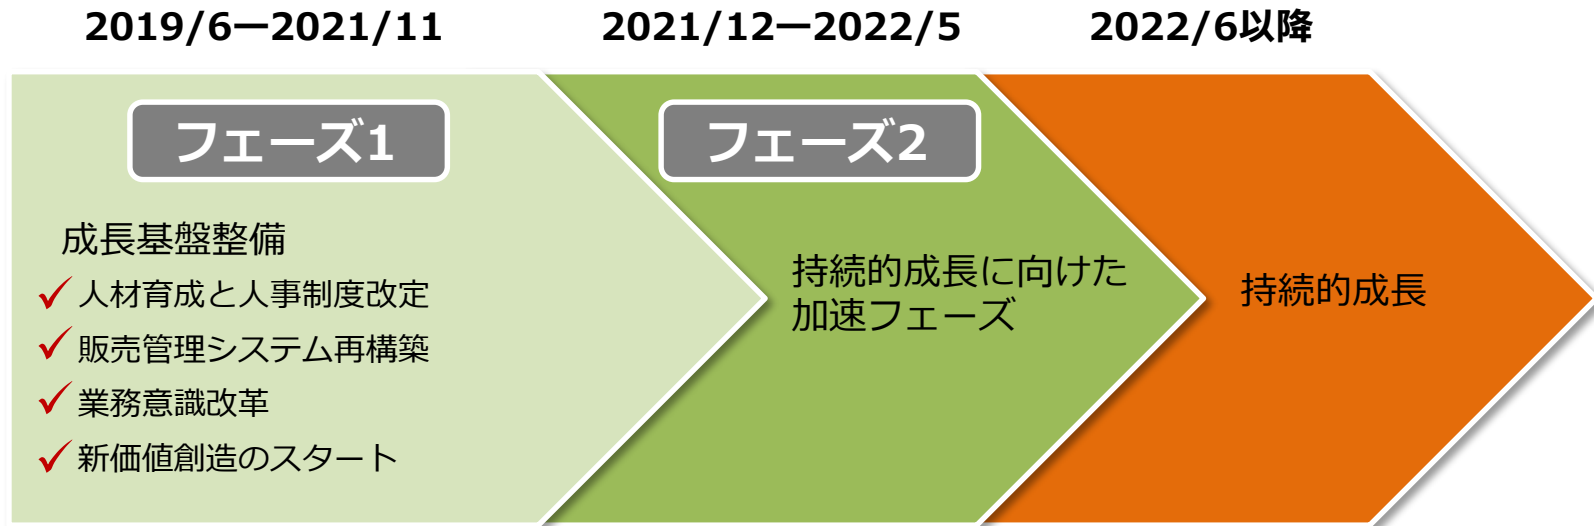 2019/6ー2021/11
2021/12ー2022/5
2022/6以降
フェーズ1
フェーズ2
成長基盤整備
人材育成と人事制度改定
販売管理システム再構築
業務意識改革
新価値創造のスタート
持続的成長に向けた
加速フェーズ
持続的成長